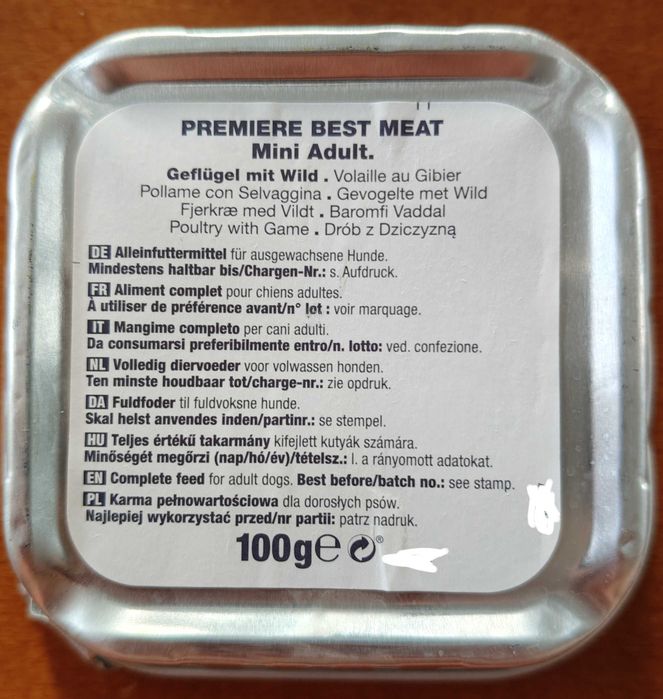 PREMIERE BEST MEAT
Mini Adult.
Geflügel mit Wild . Volaille au Gibier
Pollame con Selvaggina . Gevogelte met Wild
Fjerkræ med Vildt . Baromfi Vaddal
Poultry with Game . Drób z Dziczyzną
DE Alleinfuttermittel für ausgewachsene Hunde.
Mindestens haltbar bis/Chargen-Nr.: s. Aufdruck.
FR Aliment complet pour chiens adultes.
À utiliser de préférence avant/n° lot : voir marquage.
IT Mangime completo per cani adulti.
Da consumarsi preferibilmente entro/n. lotto: ved. confezione.
NL Volledig diervoeder voor volwassen honden.
Ten minste houdbaar tot/charge-nr.: zie opdruk.
DA Fuldfoder til fuldvoksne hunde.
Skal helst anvendes inden/partinr.: se stempel.
HU Teljes értékű takarmány kifejlett kutyák számára.
Minőségét megőrzi (nap/hó/év)/tételsz.: l. a rányomott adatokat.
EN Complete feed for adult dogs. Best before/batch no.: see stamp.
PL Karma pełnowartościowa dla dorosłych psów.
Najlepiej wykorzystać przed/nr partii: patrz nadruk.
100g℮ ®